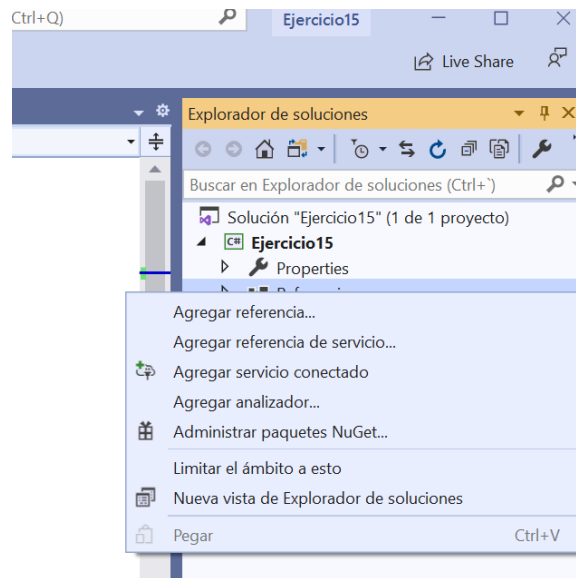 Ctrl+Q)
Ejercicio15
Live Share
Explorador de soluciones
Buscar en Explorador de soluciones (Ctrl+`)
Solución "Ejercicio15" (1 de 1 proyecto)
C# Ejercicio15
Properties
Agregar referencia...
Agregar referencia de servicio...
Agregar servicio conectado
Agregar analizador...
Administrar paquetes NuGet...
Limitar el ámbito a esto
Nueva vista de Explorador de soluciones
Pegar Ctrl+V